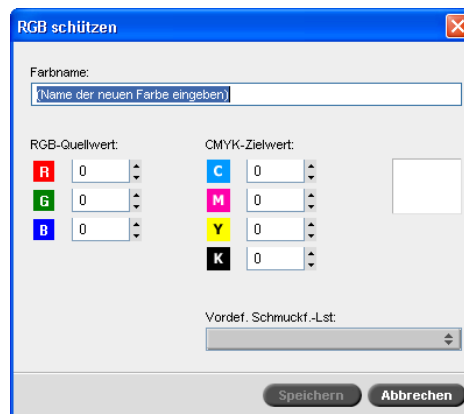 RGB schützen
Farbname:
(Name der neuen Farbe eingeben)
RGB-Quellwert: CMYK-Zielwert:
R 0 C 0
G 0 M 0
B 0 Y 0
K 0
Vordef. Schmuckf.-Lst:
Speichern Abbrechen